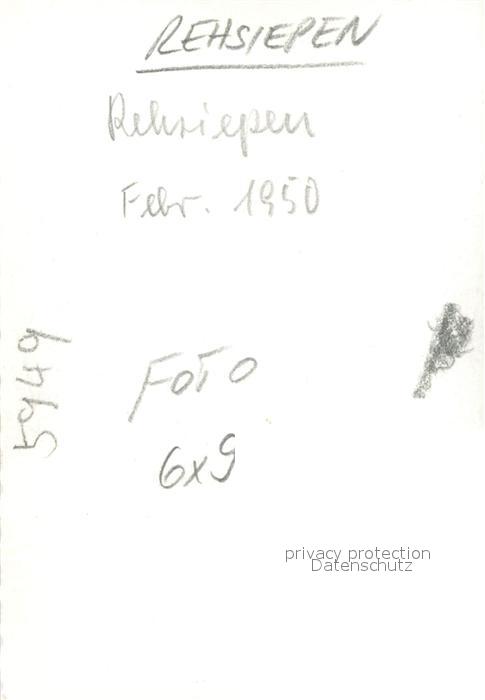 REHSIEPEN
Rehsiepen
Febr. 1950
5949
FOTO
6x9
privacy protection
Datenschutz